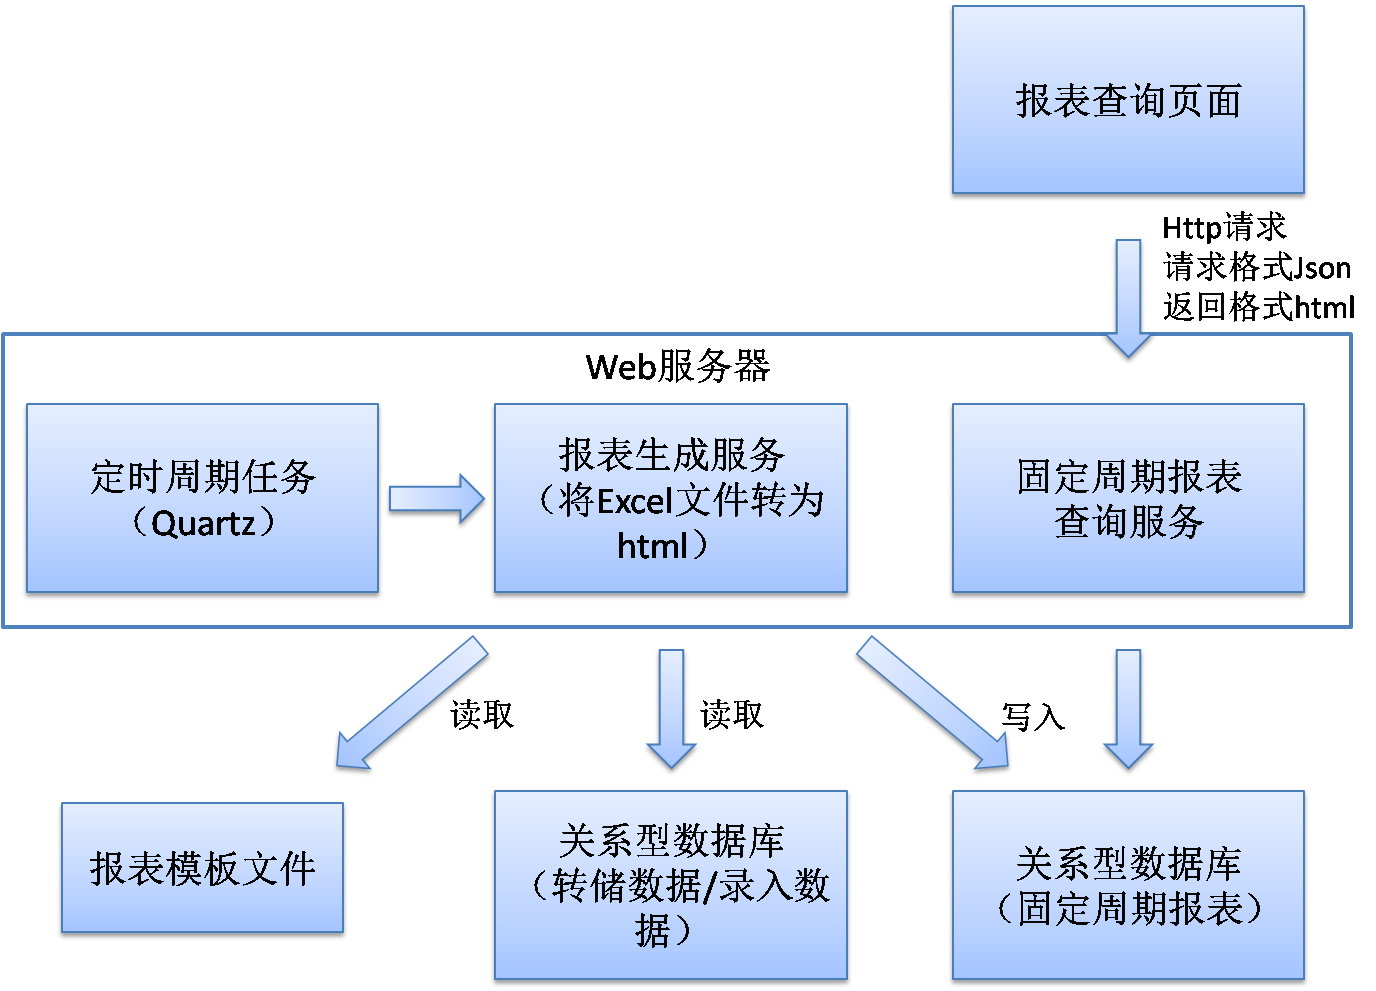 报表查询页面
Http请求
请求格式Json
返回格式html
Web服务器
定时周期任务
（Quartz）
报表生成服务
（将Excel文件转为
html）
固定周期报表
查询服务
读取
读取
写入
报表模板文件
关系型数据库
（转储数据/录入数
据）
关系型数据库
（固定周期报表）